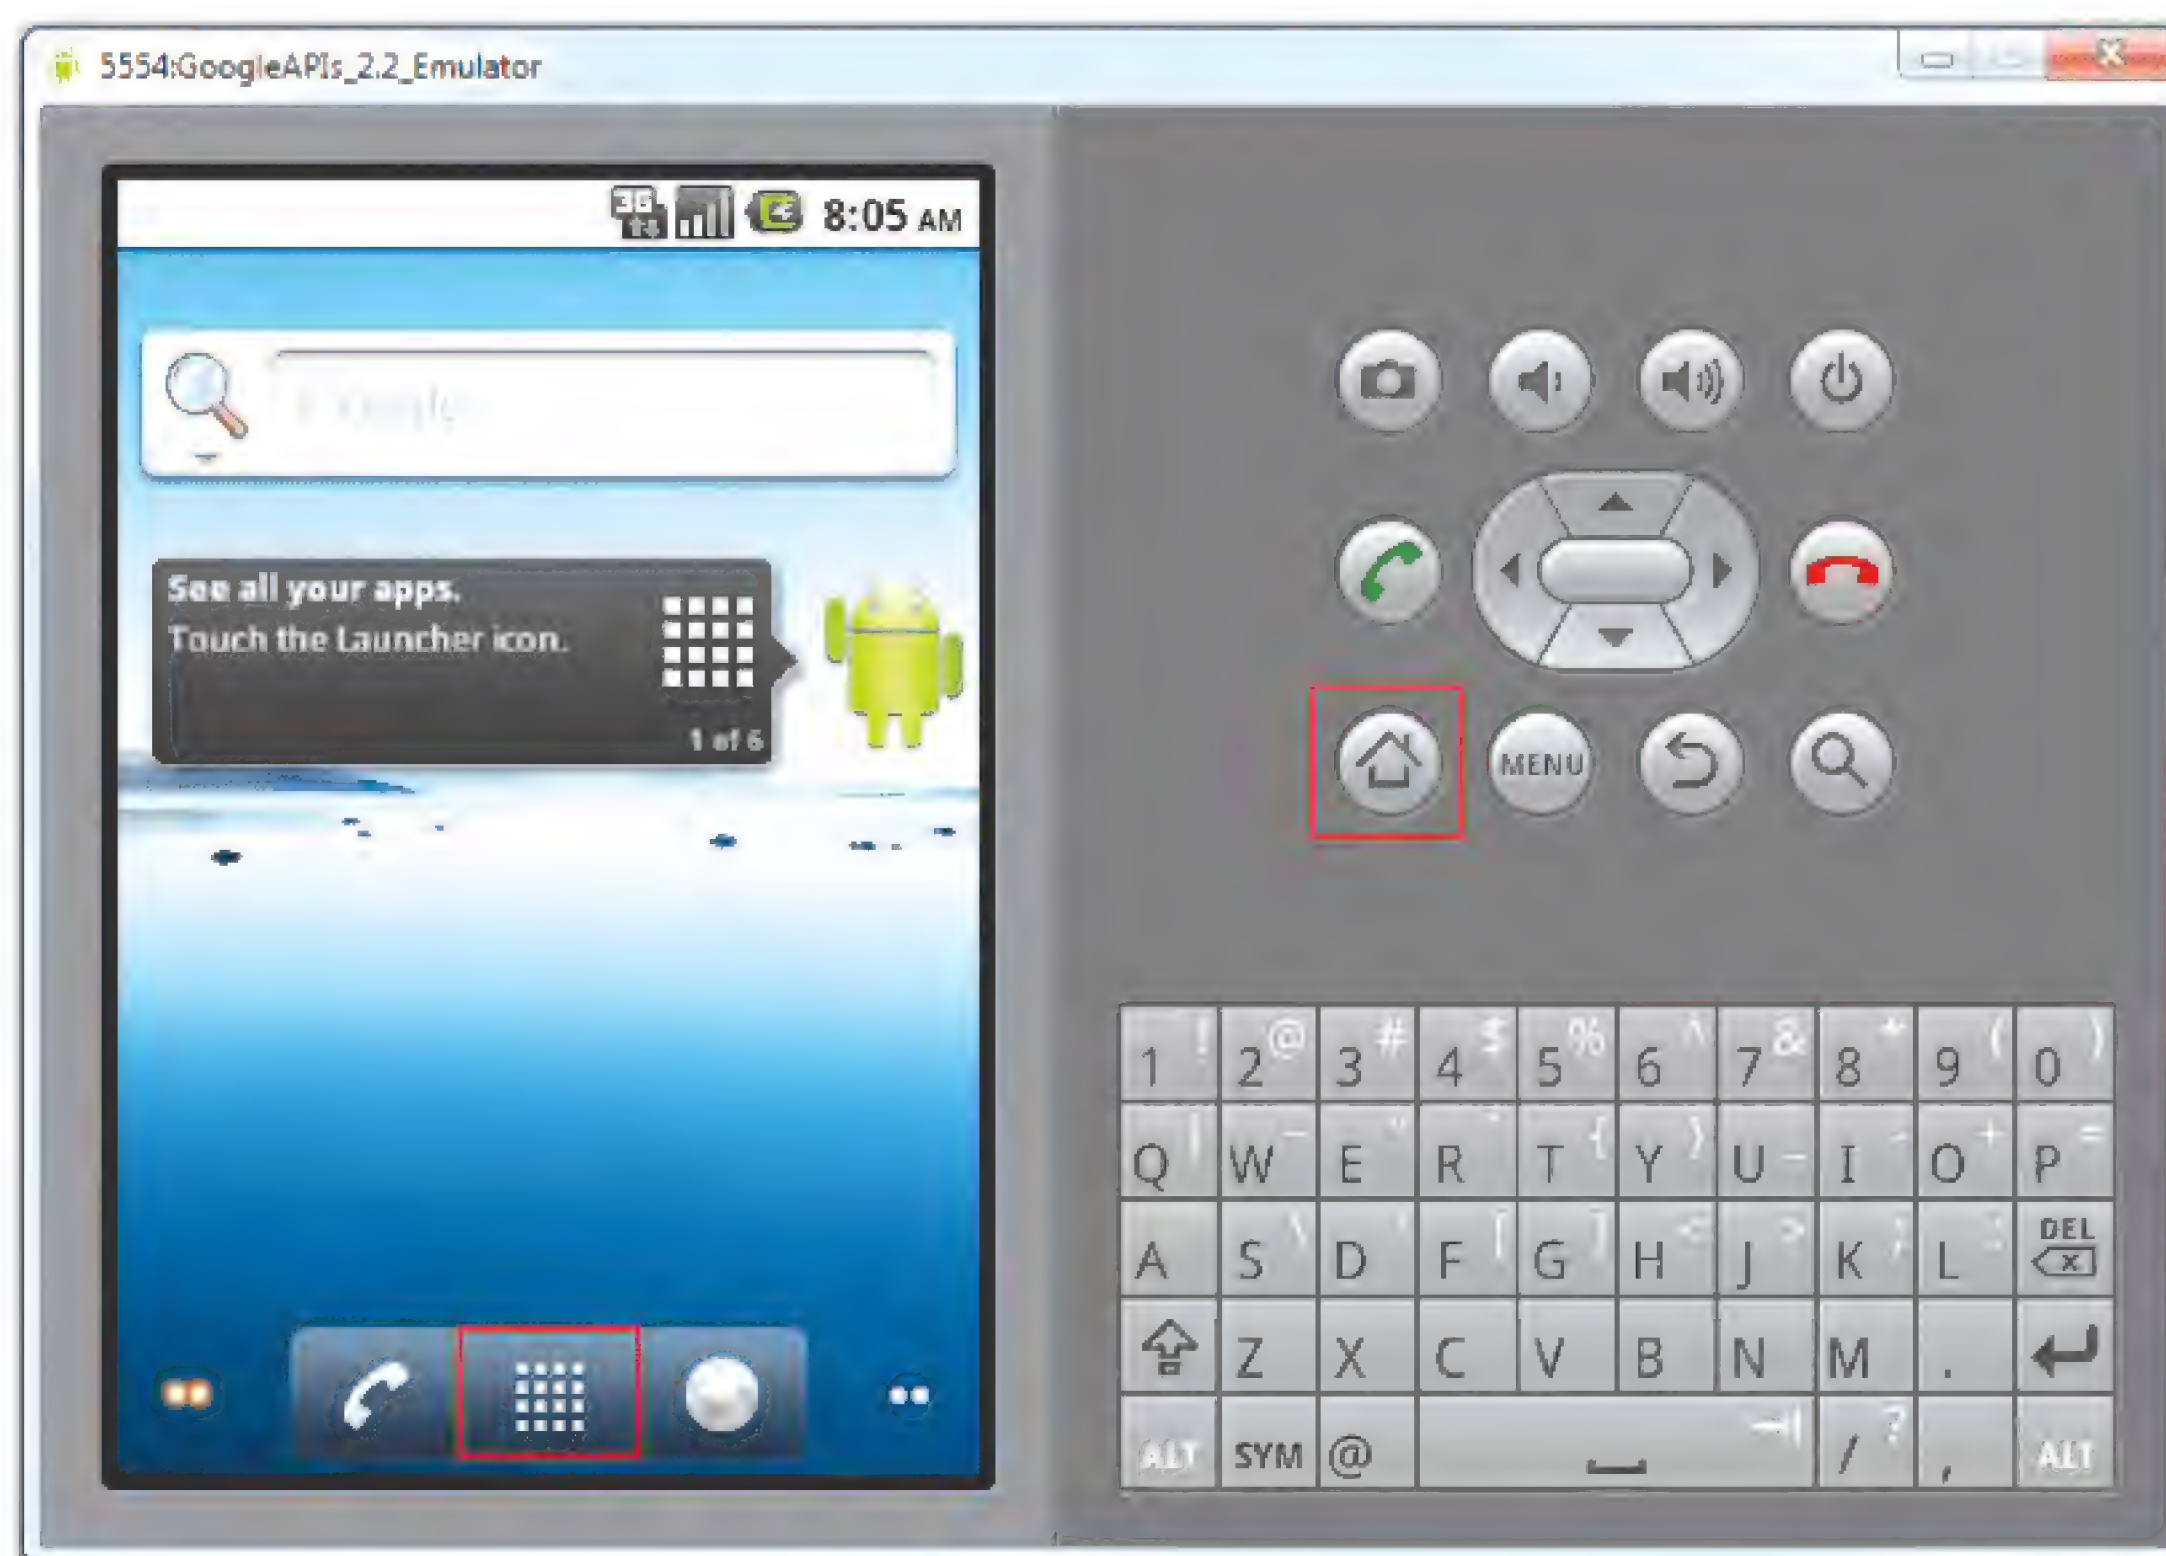 5554:GoogleAPIs_2.2_Emulator
3G
8:05 AM
See all your apps.
Touch the Launcher icon.
1 of 6
MENU
1 ! 2 @ 3 # 4 $ 5 % 6 ^ 7 & 8 * 9 ( 0 )
Q | W E R T { Y } U _ I - O + P =
A S \ D F [ G ] H < J > K ; L : DEL
Z X C V B N M .
ALT SYM @ / ? , ALT